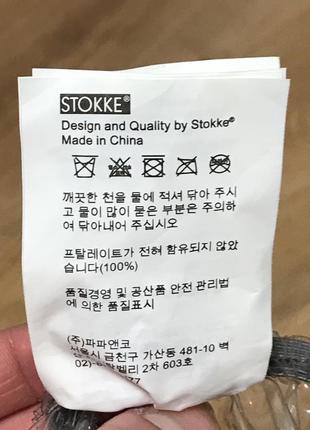 STOKKE®
Design and Quality by Stokke®
Made in China
깨끗한 천을 물에 적셔 닦아 주시
고 물이 많이 묻은 부분은 주의하
여 닦아내어 주십시오
프탈레이트가 전혀 함유되지 않았
습니다(100%)
품질경영 및 공산품 안전 관리법
에 의한 품질표시
(주)파파앤코
서울시 금천구 가산동 481-10 벽
벨리 2차 603호
02)
77